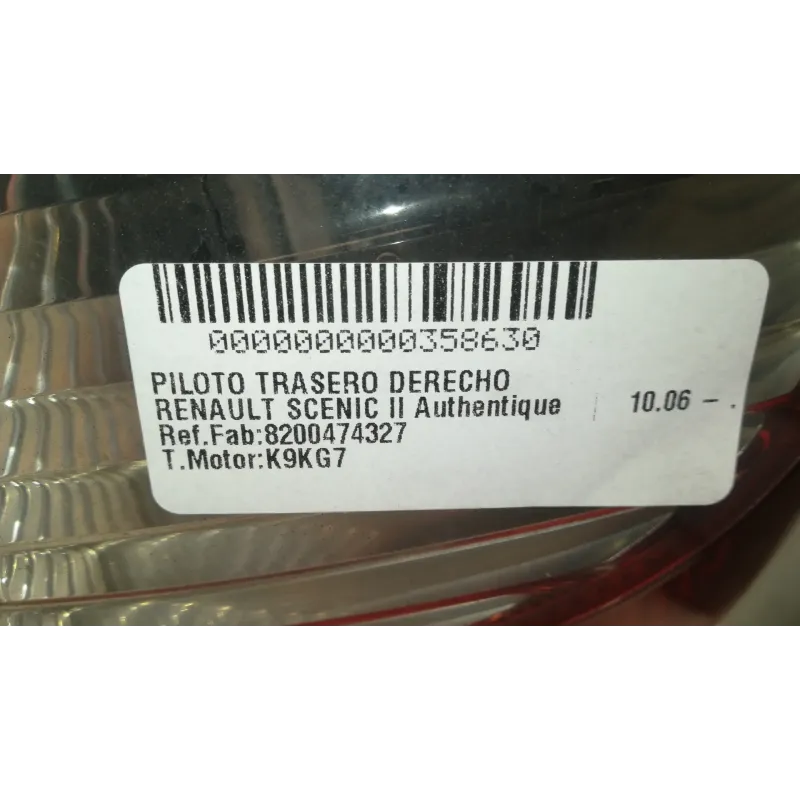 0000000000358630
PILOTO TRASERO DERECHO
RENAULT SCENIC II Authentique | 10.06 - .
Ref.Fab:8200474327
T.Motor:K9KG7